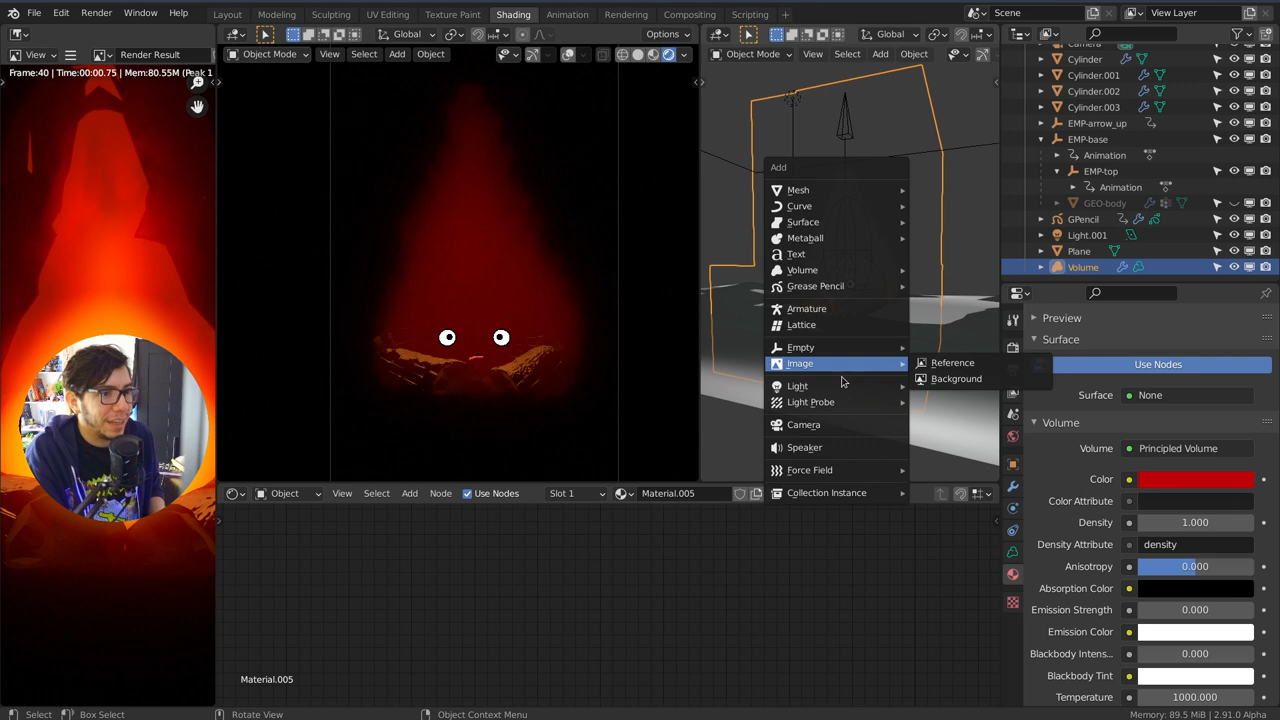 File Edit Render Window Help Layout Modeling Sculpting UV Editing Texture Paint Shading Animation Rendering Compositing Scripting + Scene View Layer
Global Options Global
View Render Result Object Mode View Select Add Object Object Mode View Select Add Object
Frame:40 | Time:00:00.75 | Mem:80.55M (Peak 1
Camera
Cylinder
Cylinder.001
Cylinder.002
Cylinder.003
EMP-arrow_up
EMP-base
Animation
EMP-top
Animation
GEO-body
GPencil
Light.001
Plane
Volume
Add
Mesh
Curve
Surface
Metaball
Text
Volume
Grease Pencil
Armature
Lattice
Empty
Image
Light
Light Probe
Camera
Speaker
Force Field
Collection Instance
Reference
Background
Preview
Surface
Use Nodes
Surface None
Volume
Volume Principled Volume
Color
Color Attribute
Density 1.000
Density Attribute density
Anisotropy 0.000
Absorption Color
Emission Strength 0.000
Emission Color
Blackbody Intens... 0.000
Blackbody Tint
Temperature 1000.000
Object View Select Add Node Use Nodes Slot 1 Material.005
Material.005
Select Box Select Rotate View Object Context Menu Memory: 89.5 MiB | 2.91.0 Alpha